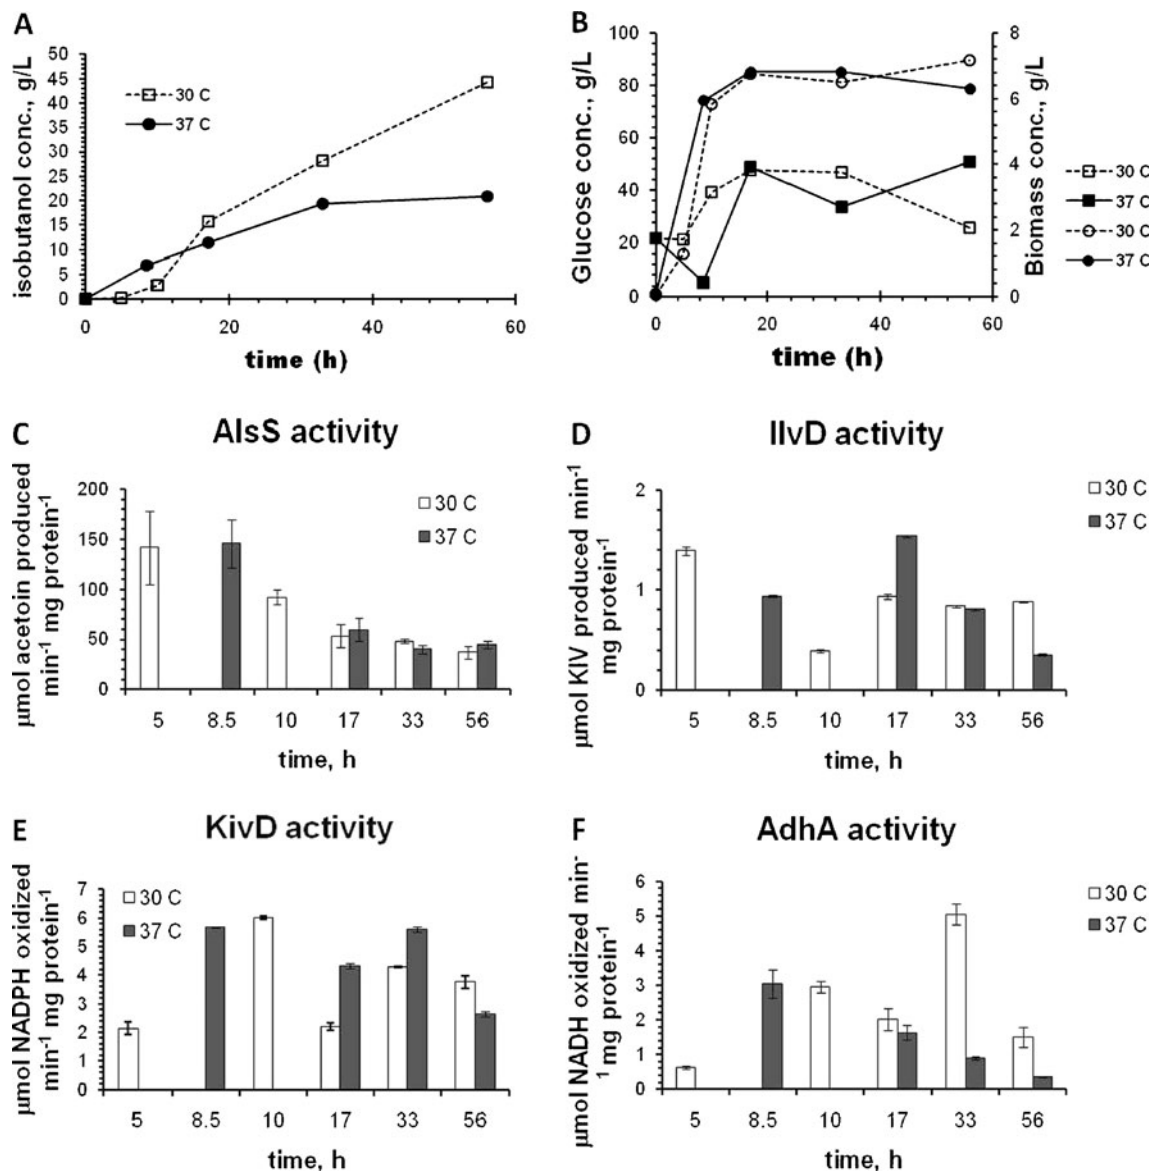 A
isobutanol conc., g/L
50
45
40
35
30
25
20
15
10
5
0
0
20
40
60
time (h)
30 C
37 C
B
Glucose conc., g/L
100
80
60
40
20
0
0
20
40
60
time (h)
8
6
4
2
0
Biomass conc., g/L
30 C
37 C
30 C
37 C
C
AlsS activity
µmol acetoin produced
min-1 mg protein-1
200
150
100
50
0
5
8.5
10
17
33
56
time, h
30 C
37 C
D
IlvD activity
µmol KIV produced min-1
mg protein-1
2
1
0
5
8.5
10
17
33
56
time, h
30 C
37 C
E
KivD activity
µmol NADPH oxidized
min-1 mg protein-1
7
6
5
4
3
2
1
0
5
8.5
10
17
33
56
time, h
30 C
37 C
F
AdhA activity
µmol NADH oxidized min-
1 mg protein-1
6
5
4
3
2
1
0
5
8.5
10
17
33
56
time, h
30 C
37 C